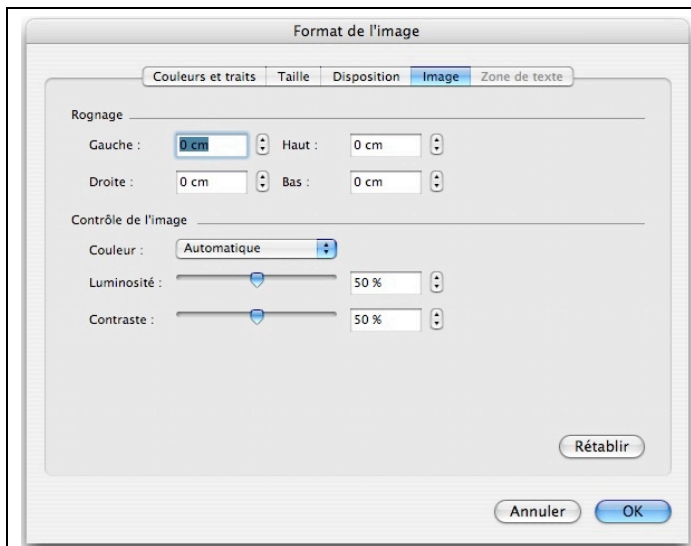 Format de l'image
Couleurs et traits Taille Disposition Image Zone de texte
Rognage
Gauche : 0 cm Haut : 0 cm
Droite : 0 cm Bas : 0 cm
Contrôle de l'image
Couleur : Automatique
Luminosité : 50 %
Contraste : 50 %
Rétablir
Annuler OK